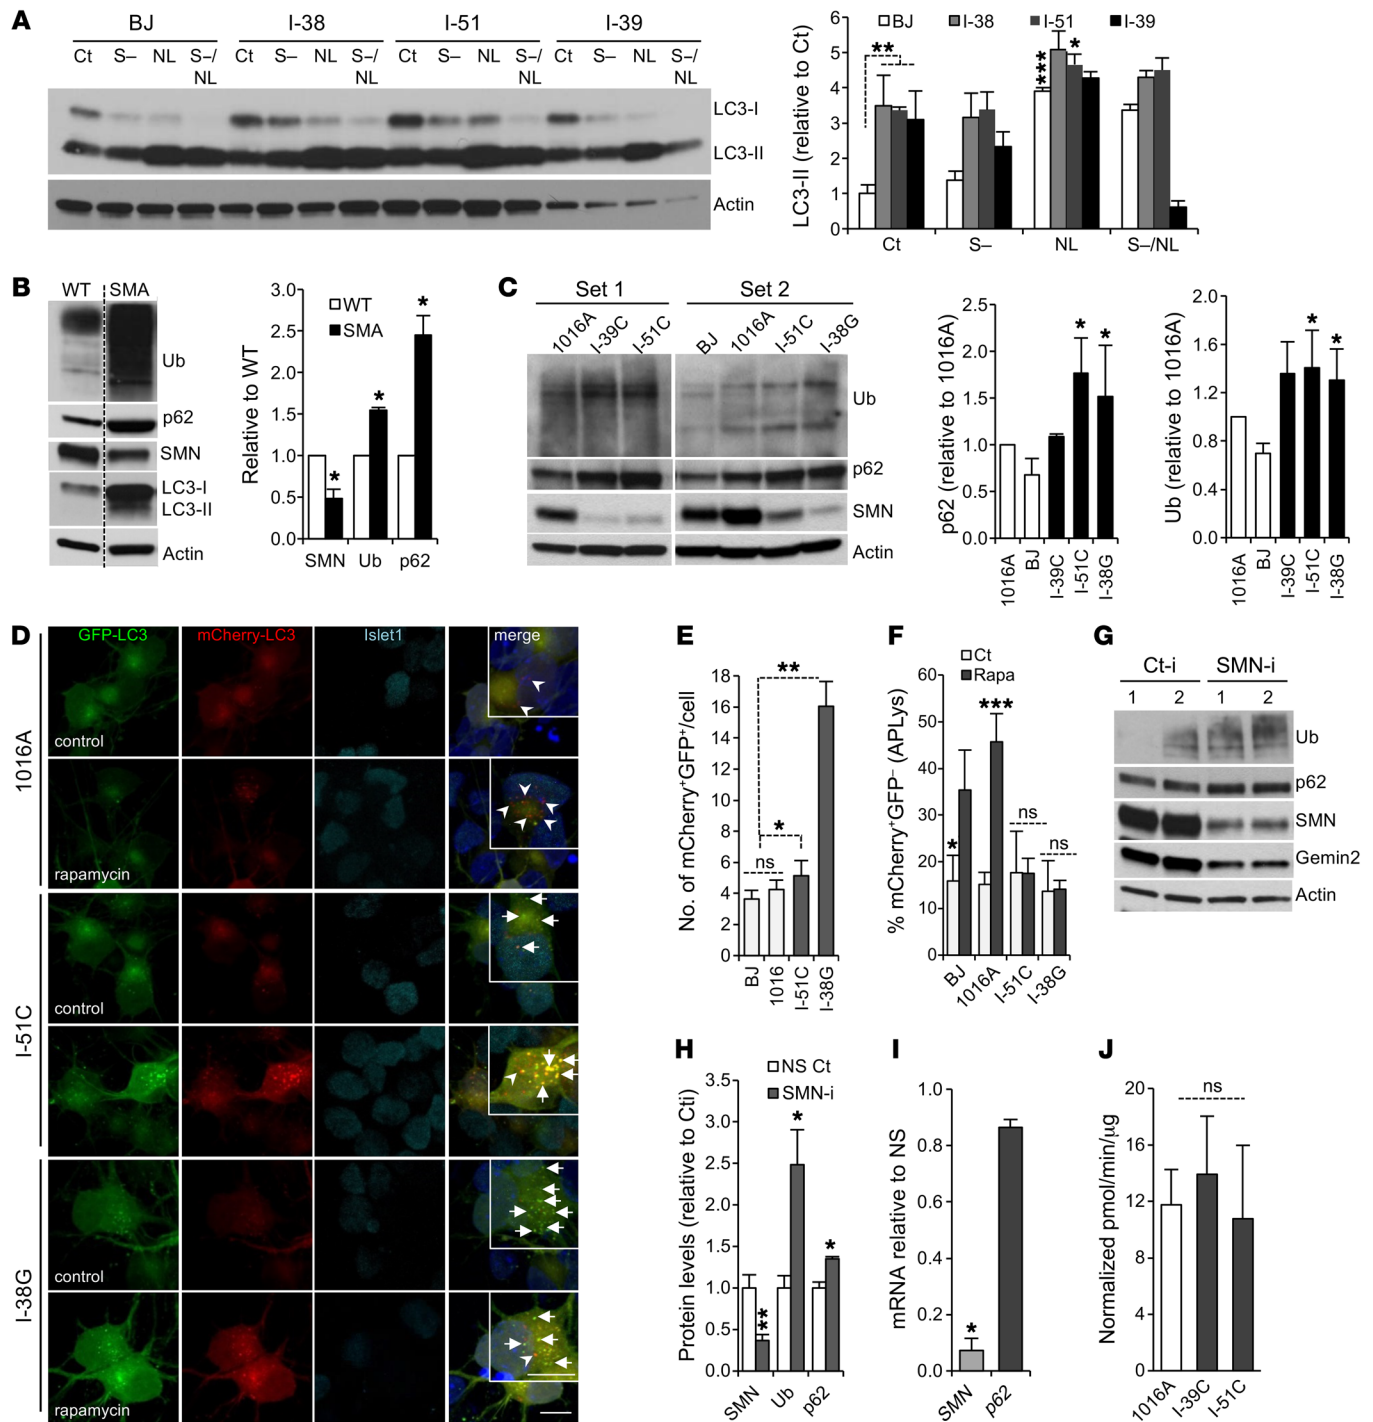 A
BJ I-38 I-51 I-39
Ct S– NL S–/NL Ct S– NL S–/NL Ct S– NL S–/NL Ct S– NL S–/NL
LC3-I
LC3-II
Actin
BJ I-38 I-51 I-39
LC3-II (relative to Ct)
6
5
4
3
2
1
0
** *** *
Ct S– NL S–/NL
B
WT SMA
Ub
p62
SMN
LC3-I
LC3-II
Actin
Relative to WT
WT
SMA
3.0
2.5
2.0
1.5
1.0
0.5
0.0
* * *
SMN Ub p62
C
Set 1 Set 2
1016A I-39C I-51C BJ 1016A I-51C I-38G
Ub
p62
SMN
Actin
p62 (relative to 1016A)
2.5
2.0
1.5
1.0
0.5
0.0
* *
1016A BJ I-39C I-51C I-38G
Ub (relative to 1016A)
2.0
1.6
1.2
0.8
0.4
0.0
* *
1016A BJ I-39C I-51C I-38G
D
GFP-LC3 mCherry-LC3 Islet1 merge
1016A
control
rapamycin
I-51C
control
rapamycin
I-38G
control
rapamycin
E
No. of mCherry⁺GFP⁺/cell
18
16
14
12
10
8
6
4
2
0
**
*
ns
BJ 1016 I-51C I-38G
F
Ct
Rapa
% mCherry⁺GFP⁻ (APLys)
60
50
40
30
20
10
0
* *** ns ns
BJ 1016A I-51C I-38G
G
Ct-i SMN-i
1 2 1 2
Ub
p62
SMN
Gemin2
Actin
H
NS Ct
SMN-i
Protein levels (relative to Cti)
3.5
3.0
2.5
2.0
1.5
1.0
0.5
0.0
** * *
SMN Ub p62
I
mRNA relative to NS
1.0
0.8
0.6
0.4
0.2
0.0
*
SMN p62
J
Normalized pmol/min/µg
20
16
12
8
4
0
ns
1016A I-39C I-51C